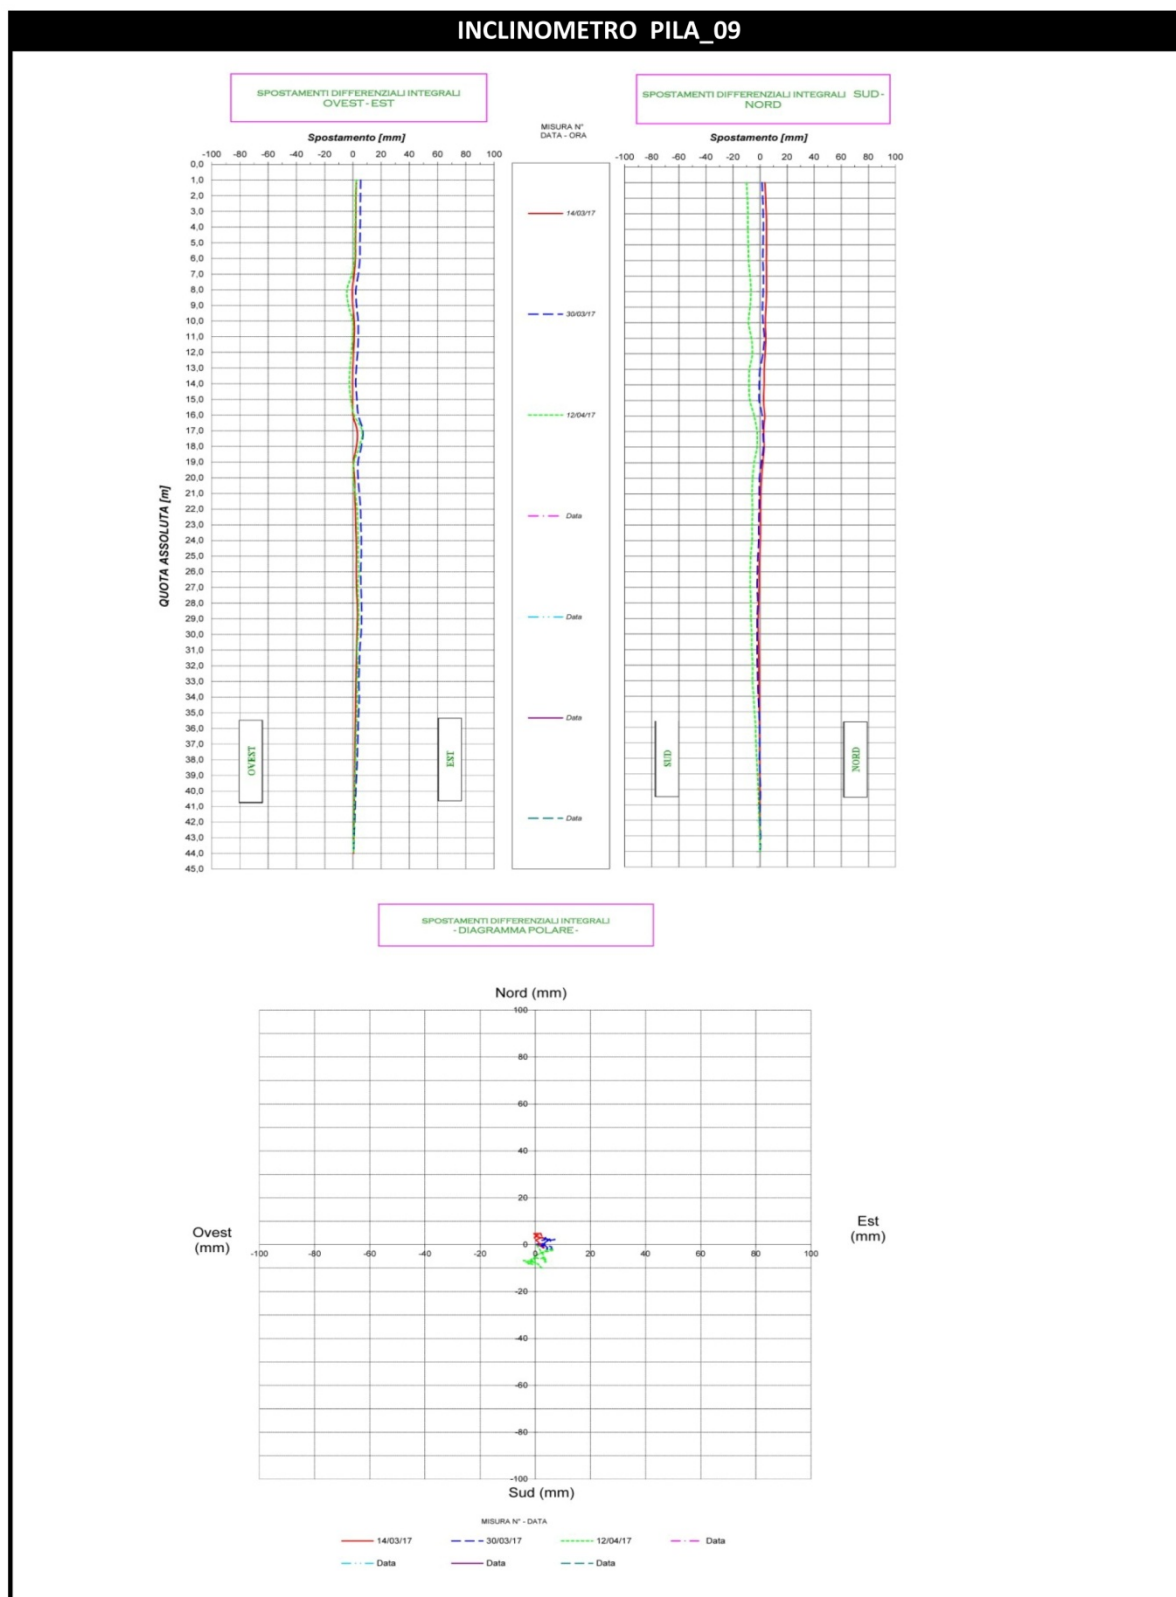 INCLINOMETRO PILA_09
SPOSTAMENTI DIFFERENZIALI INTEGRALI
OVEST - EST
SPOSTAMENTI DIFFERENZIALI INTEGRALI SUD -
NORD
MISURA N°
DATA - ORA
Spostamento [mm]
-100 -80 -60 -40 -20 0 20 40 60 80 100
Spostamento [mm]
-100 -80 -60 -40 -20 0 20 40 60 80 100
QUOTA ASSOLUTA [m]
0,0
1,0
2,0
3,0
4,0
5,0
6,0
7,0
8,0
9,0
10,0
11,0
12,0
13,0
14,0
15,0
16,0
17,0
18,0
19,0
20,0
21,0
22,0
23,0
24,0
25,0
26,0
27,0
28,0
29,0
30,0
31,0
32,0
33,0
34,0
35,0
36,0
37,0
38,0
39,0
40,0
41,0
42,0
43,0
44,0
45,0
OVEST
EST
14/03/17
30/03/17
12/04/17
Data
Data
Data
Data
SUD
NORD
SPOSTAMENTI DIFFERENZIALI INTEGRALI
- DIAGRAMMA POLARE -
Nord (mm)
100
80
60
40
20
0
-20
-40
-60
-80
-100
Ovest
(mm)
-100 -80 -60 -40 -20 0 20 40 60 80 100
Est
(mm)
Sud (mm)
MISURA N° - DATA
14/03/17 30/03/17 12/04/17 Data
Data Data Data